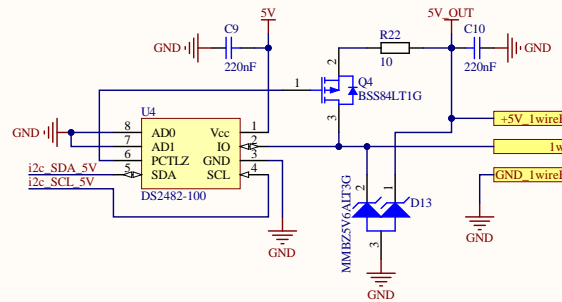 C9
5V
GND
220nF
R22
10
5V_OUT
C10
GND
220nF
2
1
Q4
BSS84LT1G
3
U4
8 AD0 Vcc 1
7 AD1 IO 2
6 PCTLZ GND 3
5 SDA SCL 4
DS2482-100
GND
i2c_SDA_5V
i2c_SCL_5V
GND
MMBZ5V6ALT3G
2
1
D13
3
GND
+5V_1wire
1w
GND_1wire
GND